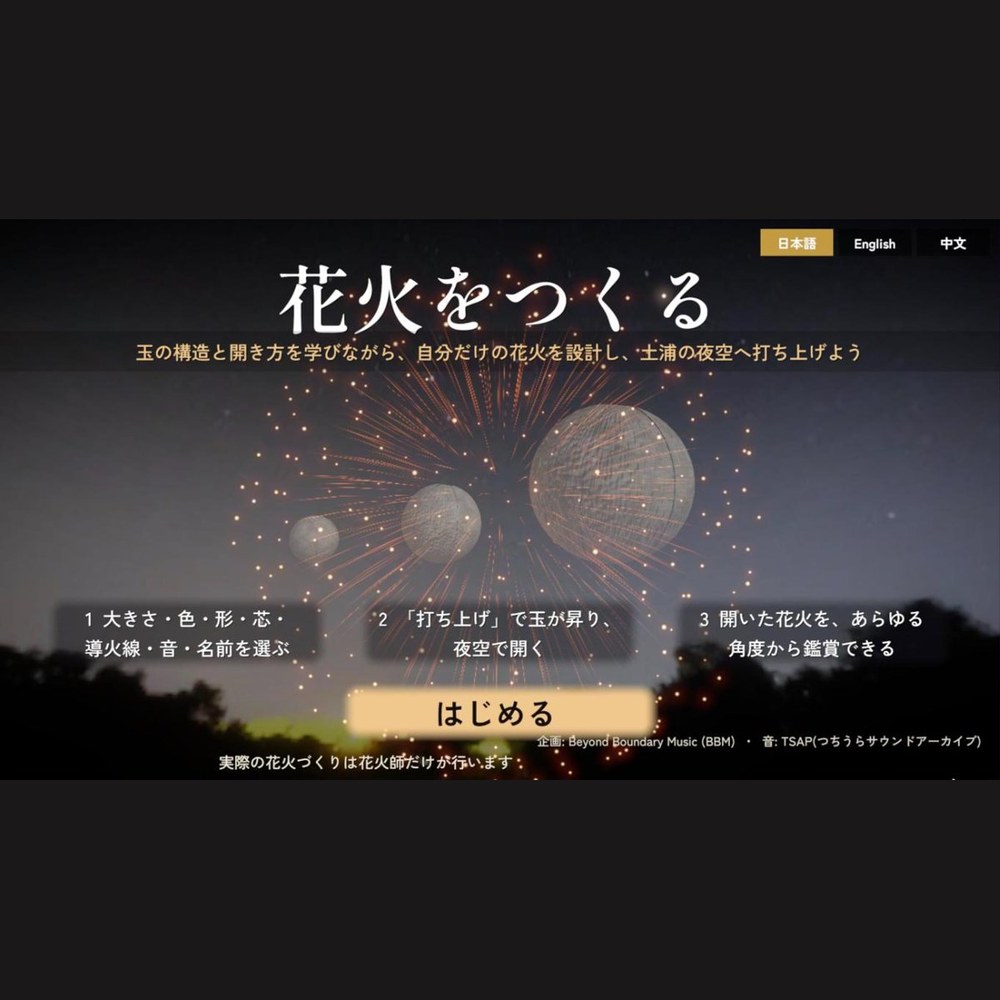 日本語 English 中文
花火をつくる
玉の構造と開き方を学びながら、自分だけの花火を設計し、土浦の夜空へ打ち上げよう
1 大きさ・色・形・芯・
導火線・音・名前を選ぶ
2 「打ち上げ」で玉が昇り、
夜空で開く
3 開いた花火を、あらゆる
角度から鑑賞できる
はじめる
企画: Beyond Boundary Music (BBM) ・ 音: TSAP(つちうらサウンドアーカイブ)
実際の花火づくりは花火師だけが行います